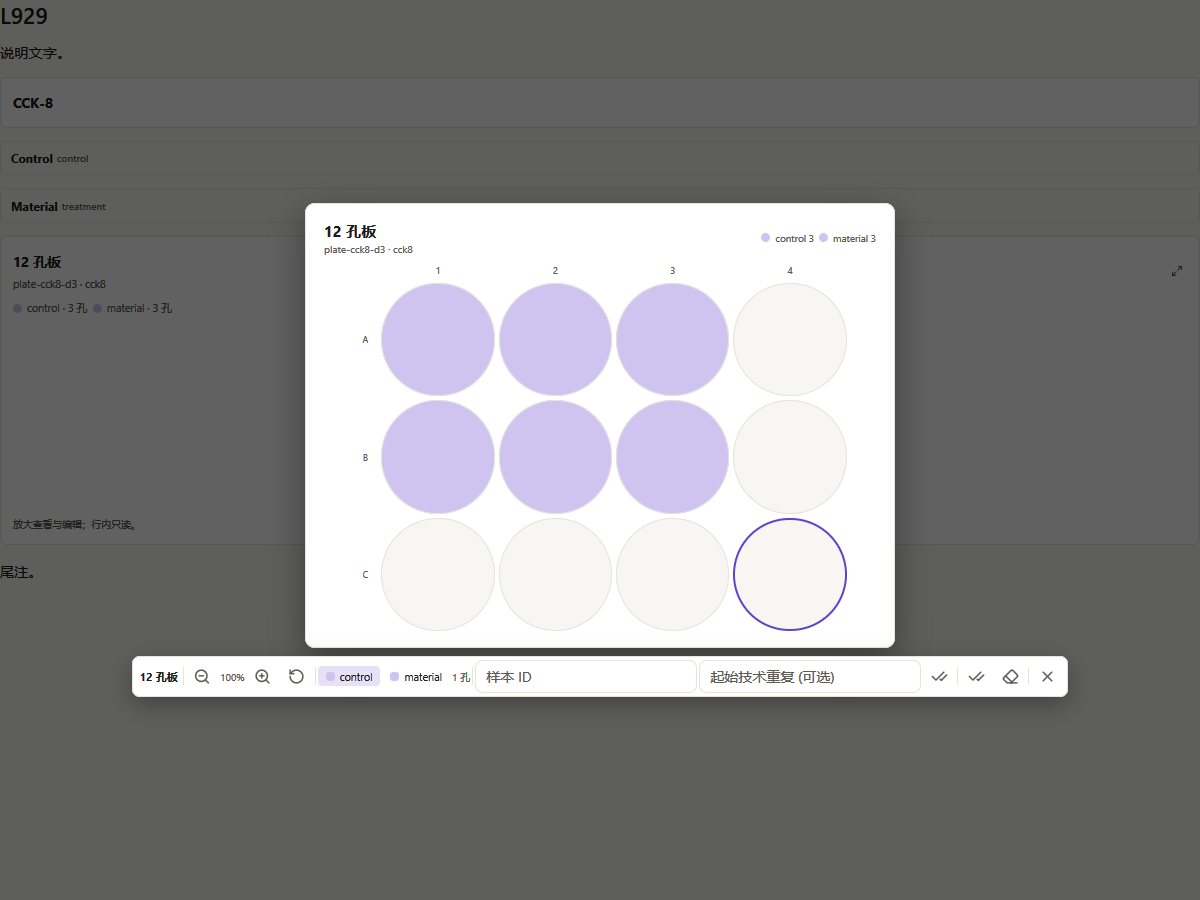 L929
说明文字。
CCK-8
Control control
Material treatment
12 孔板
plate-cck8-d3 · cck8
control · 3 孔 material · 3 孔
放大查看与编辑；行内只读。
尾注。
12 孔板
plate-cck8-d3 · cck8
control 3 material 3
1 2 3 4
A
B
C
12 孔板 100% control material 1 孔 样本 ID 起始技术重复 (可选)